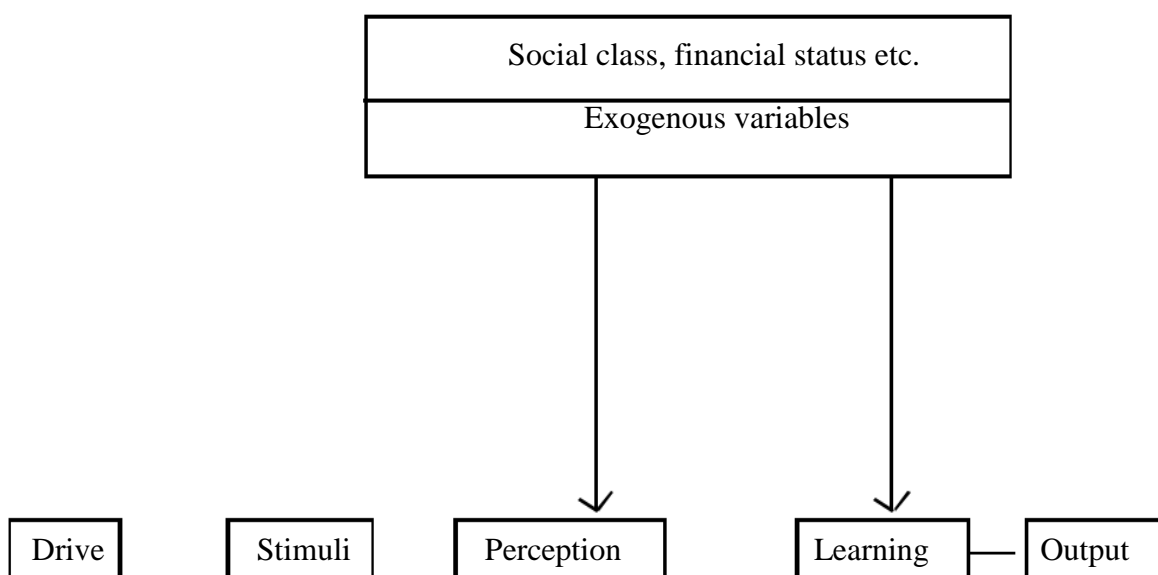 Social class, financial status etc.
Exogenous variables
Drive Stimuli Perception Learning Output